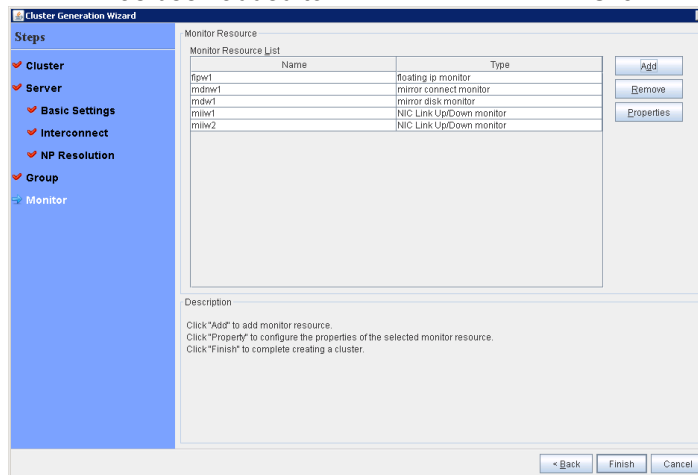 Cluster Generation Wizard
Steps
Cluster
Server
Basic Settings
Interconnect
NP Resolution
Group
Monitor
Monitor Resource
Monitor Resource List
Name Type
fipw1 floating ip monitor
mdnw1 mirror connect monitor
mdw1 mirror disk monitor
miiw1 NIC Link Up/Down monitor
miiw2 NIC Link Up/Down monitor
Add
Remove
Properties
Description
Click "Add" to add monitor resource.
Click "Property" to configure the properties of the selected monitor resource.
Click "Finish" to complete creating a cluster.
< Back Finish Cancel